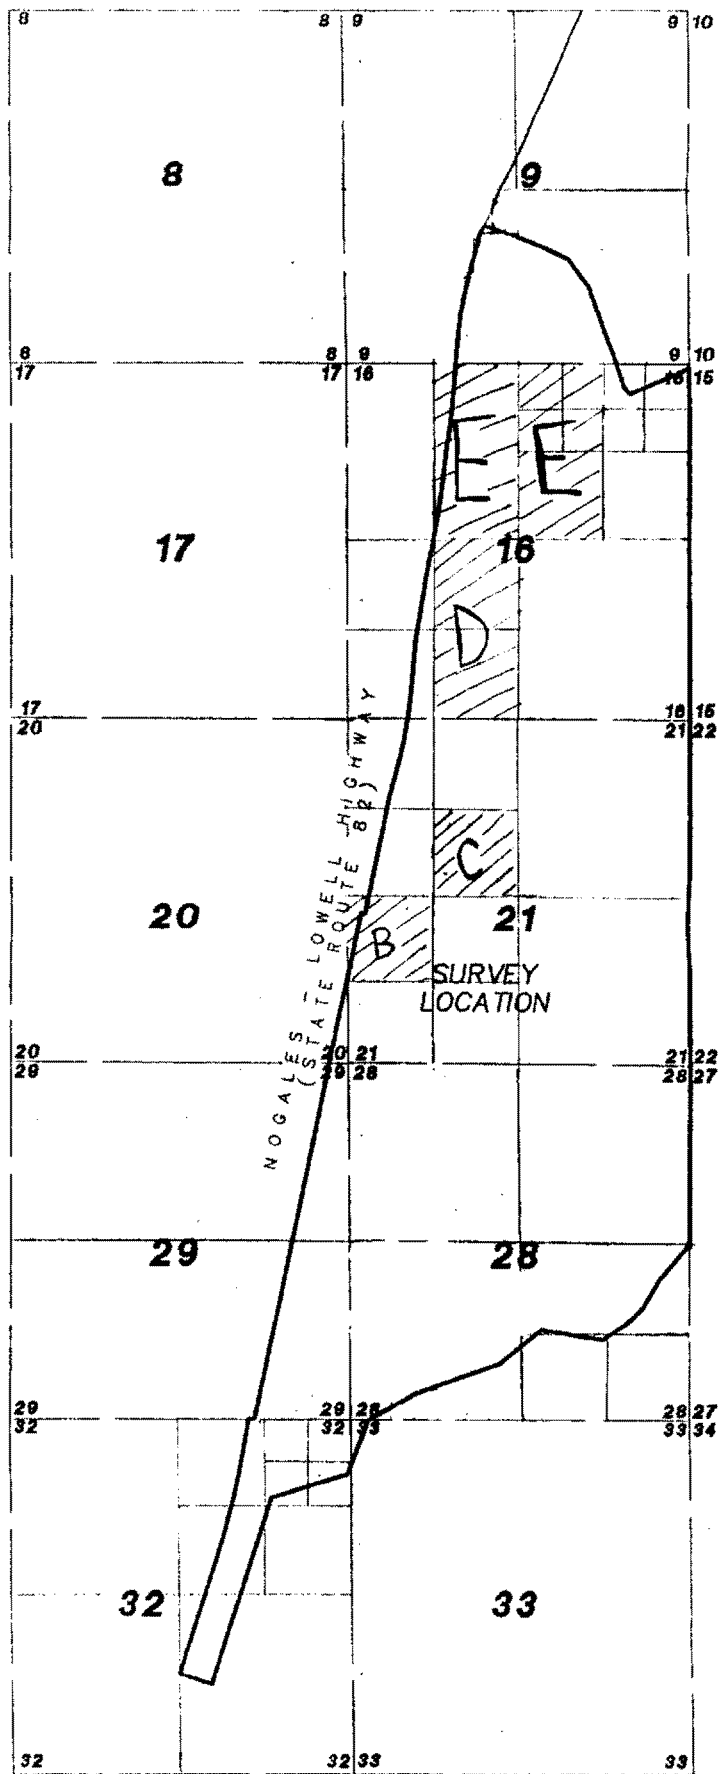 8 8 9 9 10
8 9
8 8 9 9 10
17 17 16 16 15
E E
17 16
D
17 16 15
20 21 22
C
20 21
B
SURVEY
LOCATION
NOGALES - LOWELL HIGHWAY
(STATE ROUTE 82)
20 20 21 21 22
29 29 28 28 27
29 28
29 29 28 28 27
32 32 33 33 34
32 33
32 32 33 33